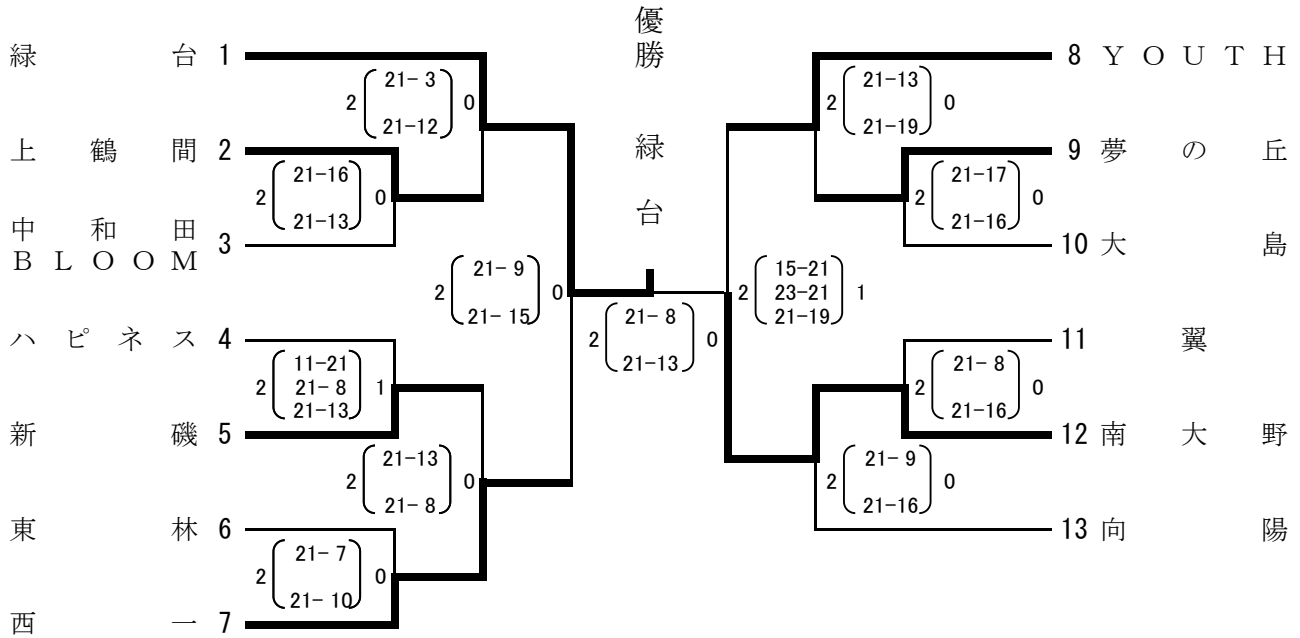 優勝 緑台
緑台 1
2 21-3 0
21-12
上鶴間 2
2 21-16 0
21-13
中和田
BLOOM 3
2 21-9 0
21-15
ハピネス 4
11-21
2 21-8 1
21-13
新磯 5
2 21-13 0
21-8
東林 6
2 21-7 0
21-10
西一 7
2 21-8 0
21-13
8 YOUTH
2 21-13 0
21-19
9 夢の丘
2 21-17 0
21-16
10 大島
15-21
2 23-21 1
21-19
11 翼
2 21-8 0
21-16
12 南大野
2 21-9 0
21-16
13 向陽